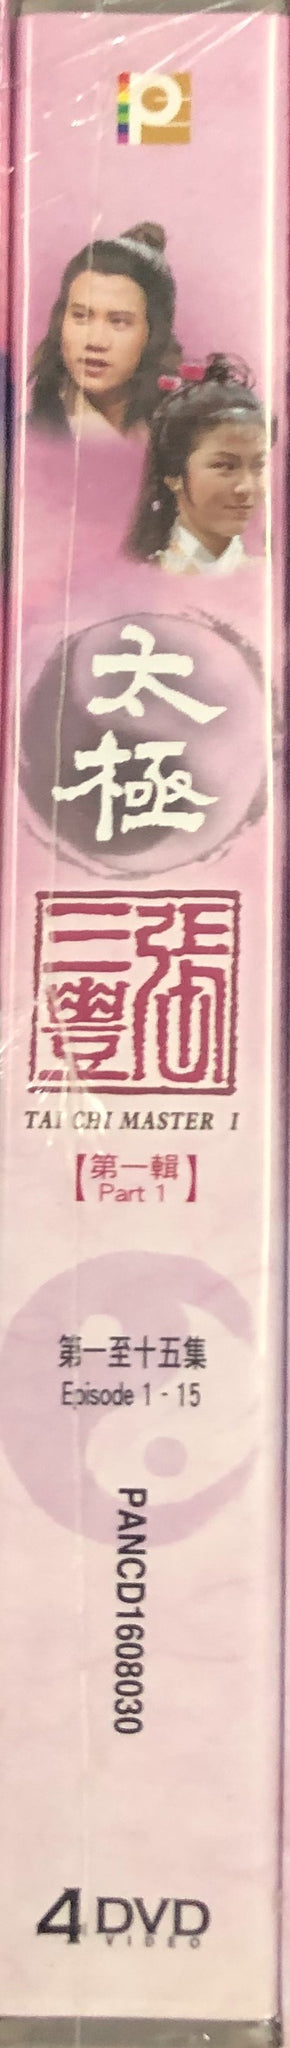 P
太
極
張三豐
TAI CHI MASTER I
【第一輯】
Part 1
第一至十五集
Episode 1 - 15
PANCD1608030
4 DVD
VIDEO